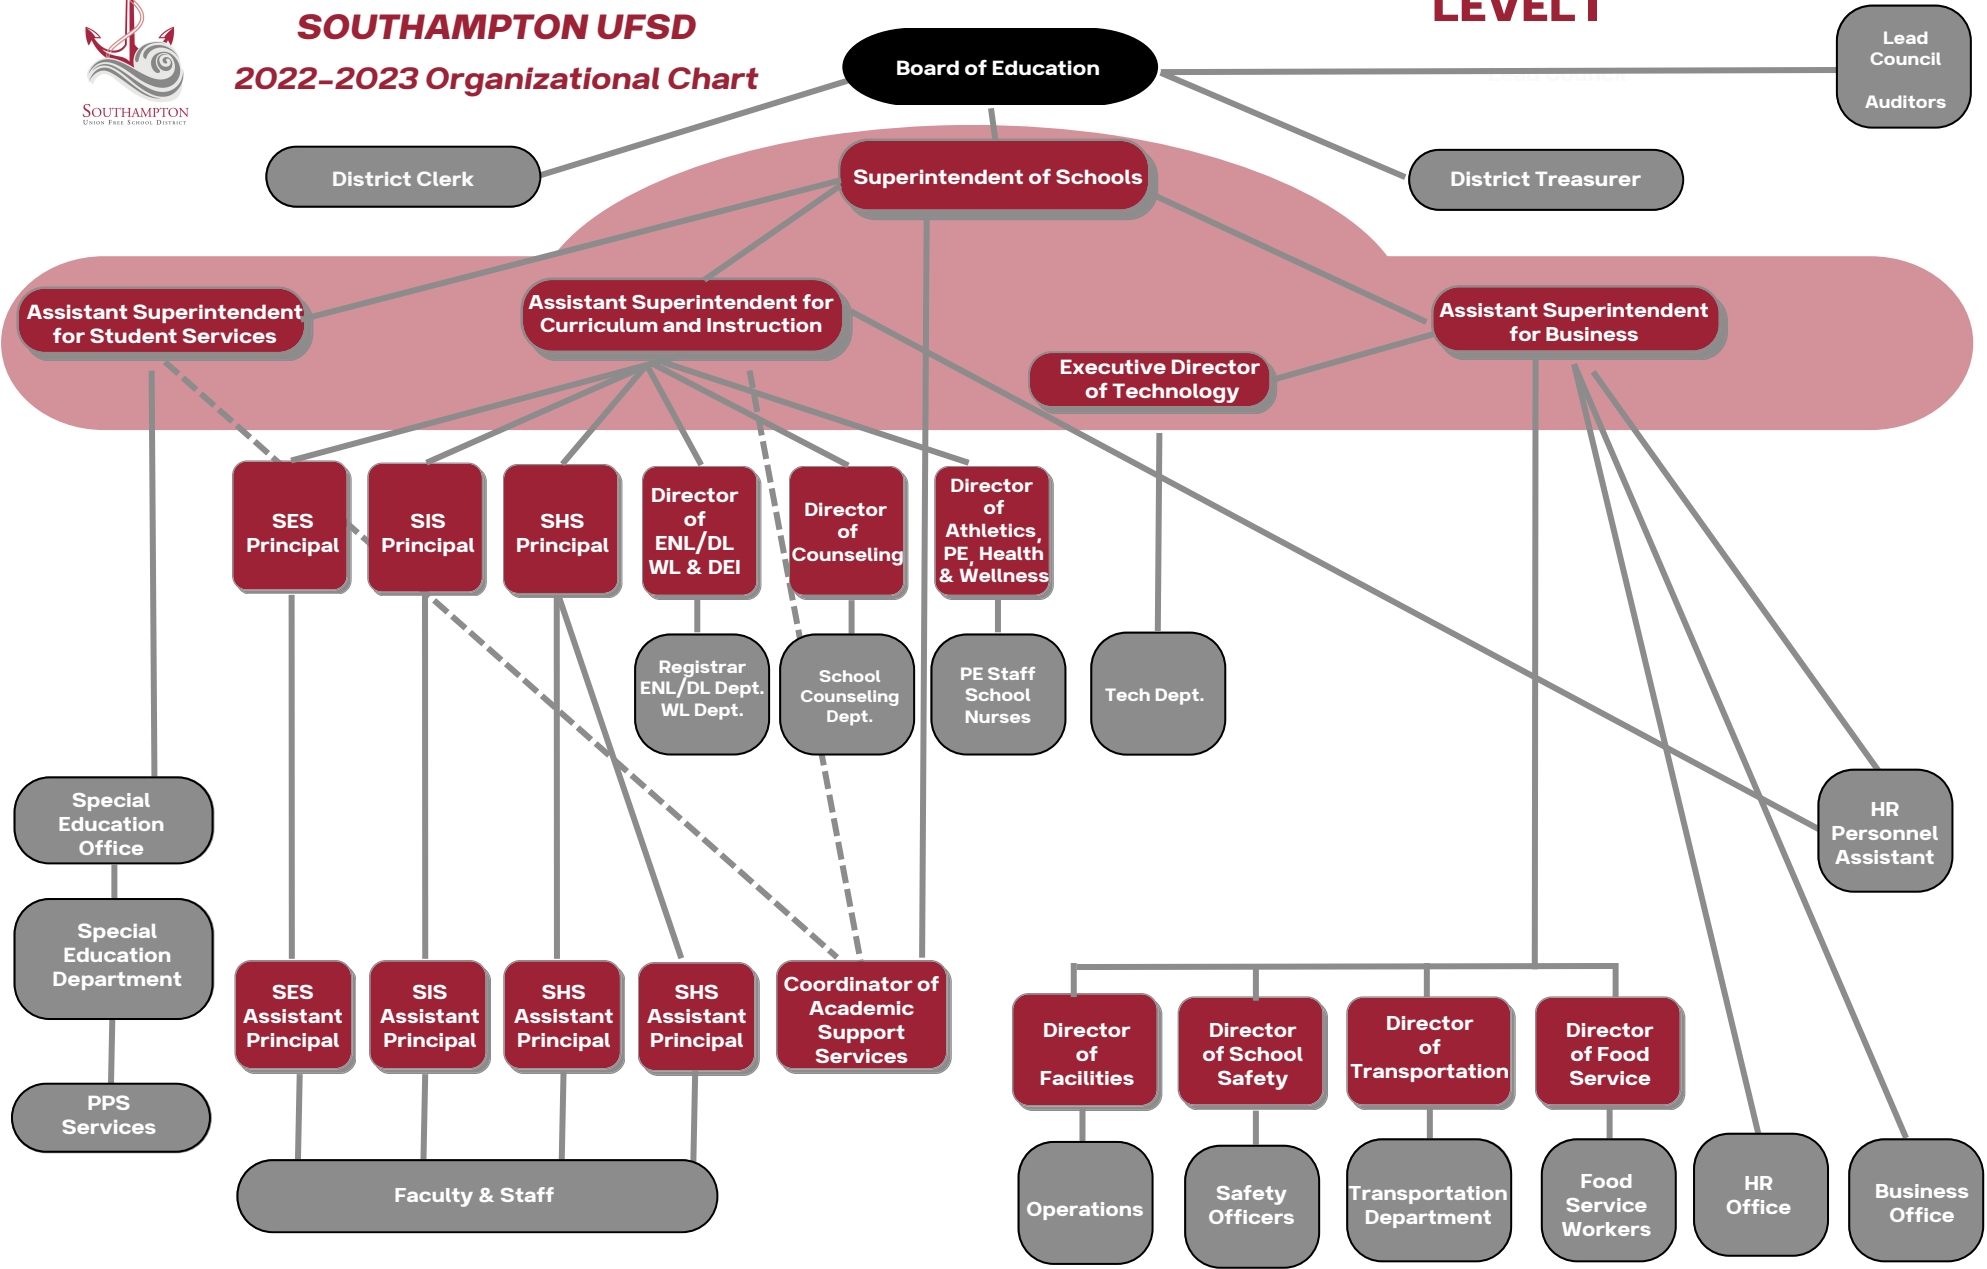 SOUTHAMPTON UFSD
2022-2023 Organizational Chart
LEVEL I
SOUTHAMPTON
UNION FREE SCHOOL DISTRICT
Board of Education
Lead
Council
Auditors
Lead Council
District Clerk
Superintendent of Schools
District Treasurer
Assistant Superintendent
for Student Services
Assistant Superintendent for
Curriculum and Instruction
Assistant Superintendent
for Business
Executive Director
of Technology
SES
Principal
SIS
Principal
SHS
Principal
Director
of
ENL/DL
WL & DEI
Director
of
Counseling
Director
of
Athletics,
PE, Health
& Wellness
Registrar
ENL/DL Dept.
WL Dept.
School
Counseling
Dept.
PE Staff
School
Nurses
Tech Dept.
Special
Education
Office
HR
Personnel
Assistant
Special
Education
Department
SES
Assistant
Principal
SIS
Assistant
Principal
SHS
Assistant
Principal
SHS
Assistant
Principal
Coordinator of
Academic
Support
Services
Director
of
Facilities
Director
of School
Safety
Director
of
Transportation
Director
of Food
Service
PPS
Services
Faculty & Staff
Operations
Safety
Officers
Transportation
Department
Food
Service
Workers
HR
Office
Business
Office